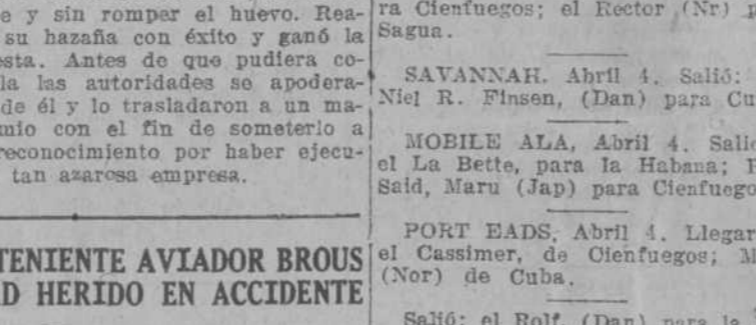 e y sin romper el huevo. Rea-
su hazaña con éxito y ganó la
esta. Antes de que pudiera co-
la las autoridades se apodera-
de él y lo trasladaron a un ma-
mio con el fin de someterlo a
reconocimiento por haber ejecu-
tan azarosa empresa.
TENIENTE AVIADOR BROUS
D HERIDO EN ACCIDENTE
ra Cienfuegos; el Rector (Nr) p
Sagua.
SAVANNAH. Abril 4. Salió:
Niel R. Finsen, (Dan) para Cu
MOBILE ALA, Abril 4. Salie
el La Bette, para la Habana; P
Said, Maru (Jap) para Cienfuego
PORT EADS, Abril 4. Llegar
el Cassimer, de Cienfuegos; M
(Nor) de Cuba.
Salió: el Rolf, (Dan) para la